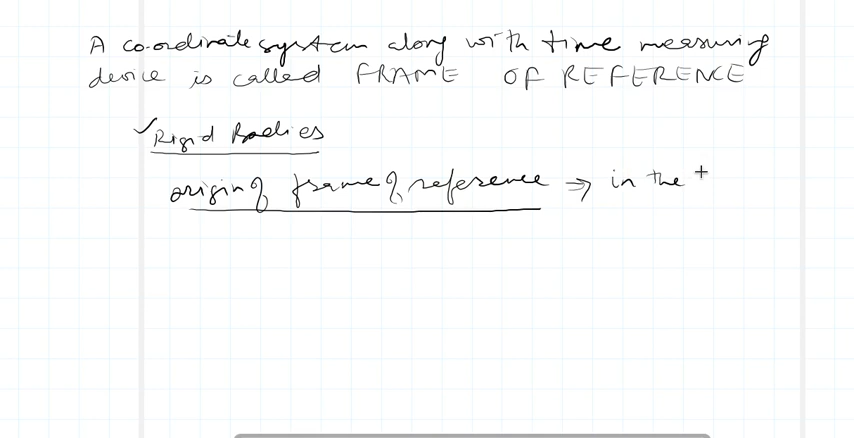 A co-ordinate system along with time measuring
device is called FRAME OF REFERENCE
✓ Rigid Bodies
origin of frame of reference ⇒ in the t